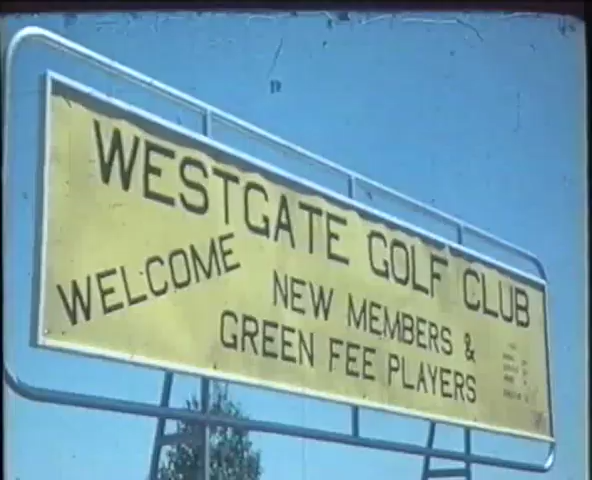 WESTGATE GOLF CLUB
WELCOME NEW MEMBERS &
GREEN FEE PLAYERS